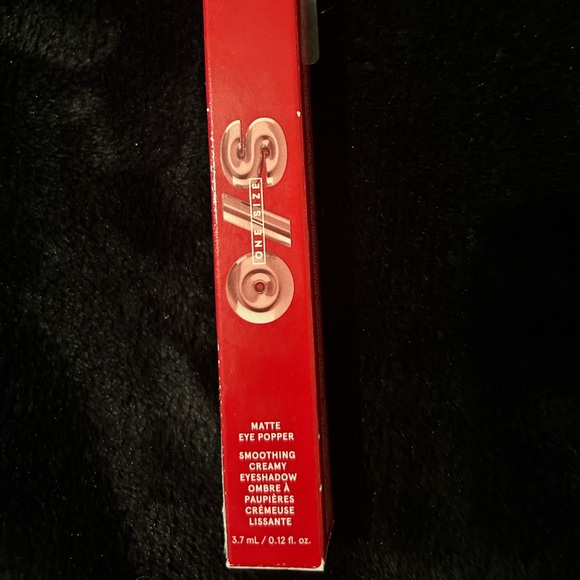 O/S
ONE/SIZE
MATTE
EYE POPPER
SMOOTHING
CREAMY
EYESHADOW
OMBRE À
PAUPIÈRES
CRÉMEUSE
LISSANTE
3.7 mL / 0.12 fl. oz.